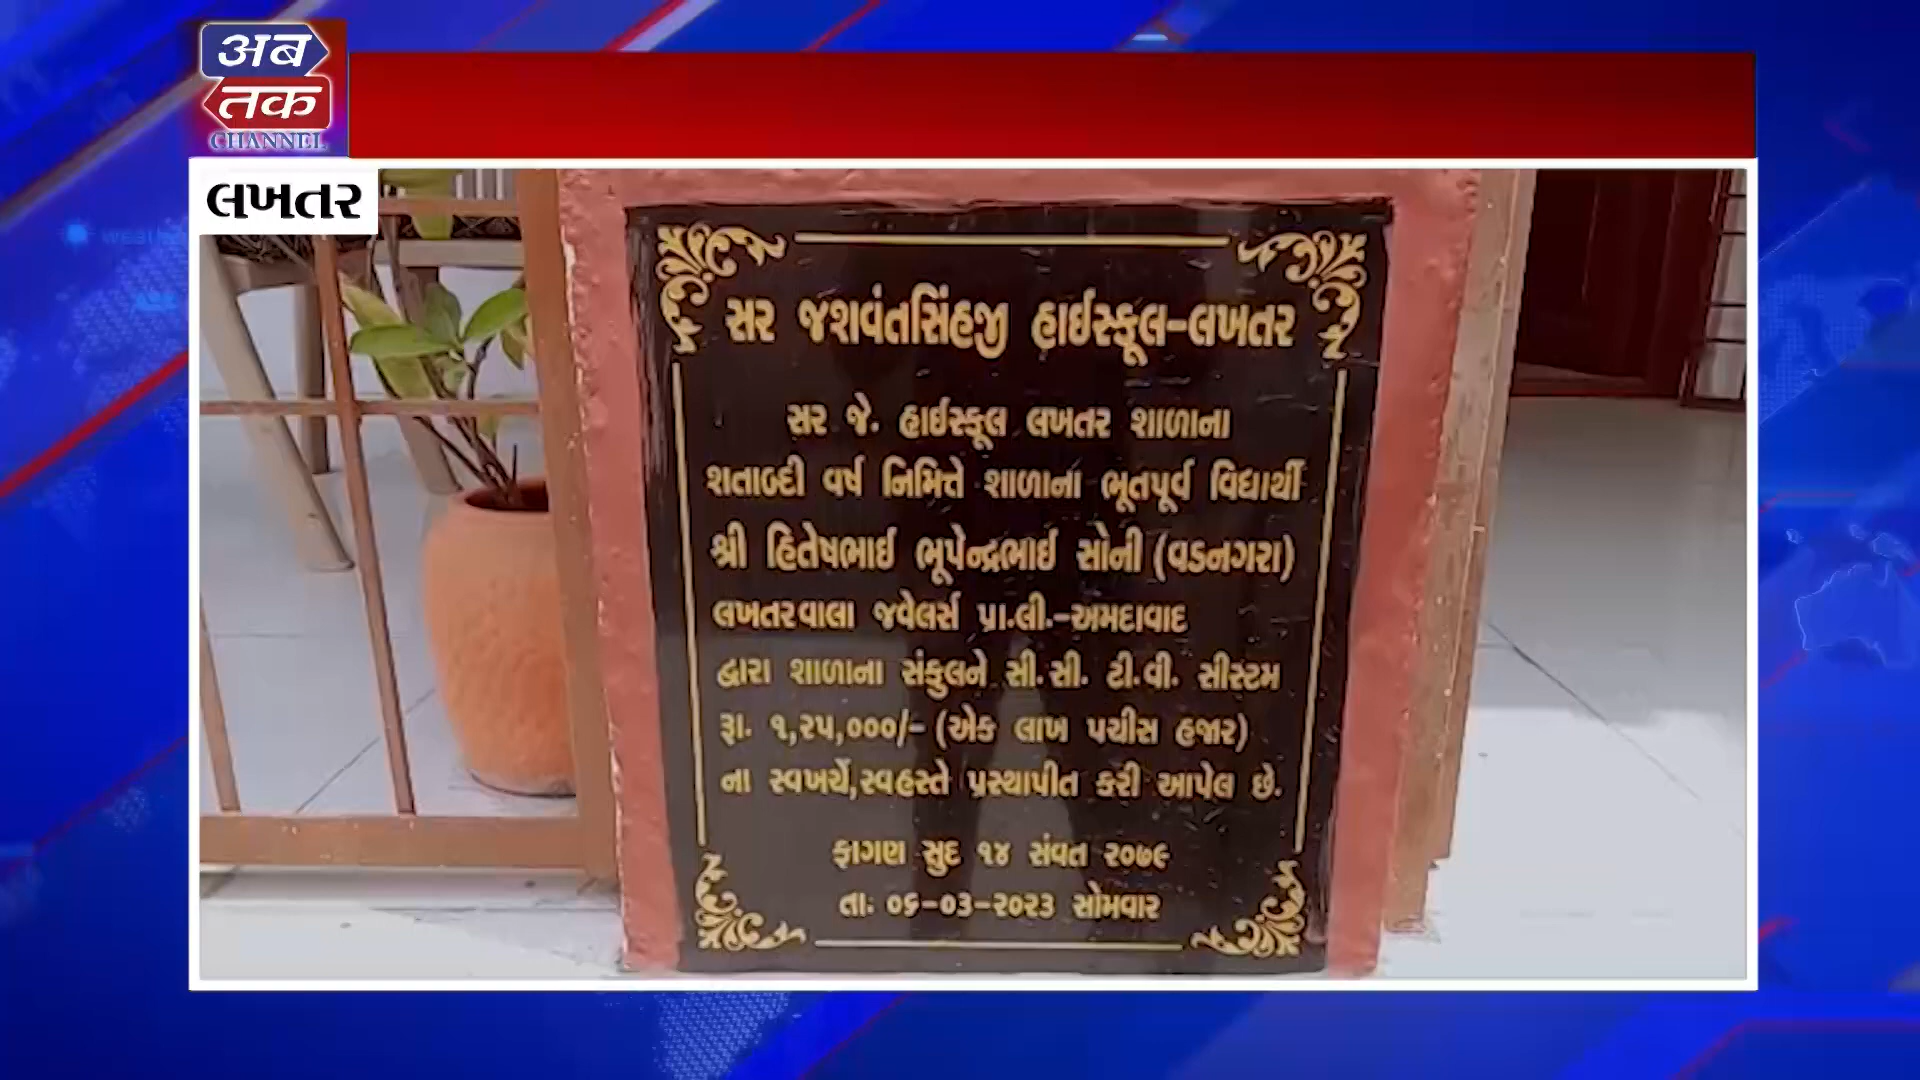 अब
तक
CHANNEL
લખતર
સર જશવંતસિંહજી હાઈસ્કૂલ-લખતર
સર જે. હાઈસ્કૂલ લખતર શાળાના
શતાબ્દી વર્ષ નિમિત્તે શાળાના ભૂતપૂર્વ વિદ્યાર્થી
શ્રી હિતેષભાઈ ભૂપેન્દ્રભાઈ સોની (વડનગરા)
લખતરવાલા જવેલર્સ પ્રા.લી.-અમદાવાદ
દ્વારા શાળાના સંકુલને સી.સી. ટી.વી. સીસ્ટમ
રૂા. ૧,૨૫,૦૦૦/- (એક લાખ પચીસ હજાર)
ના સ્વખર્ચે,સ્વહસ્તે પ્રસ્થાપીત કરી આપેલ છે.
ફાગણ સુદ ૧૪ સંવત ૨૦૭૯
તા. ૦૬-૦૩-૨૦૨૩ સોમવાર